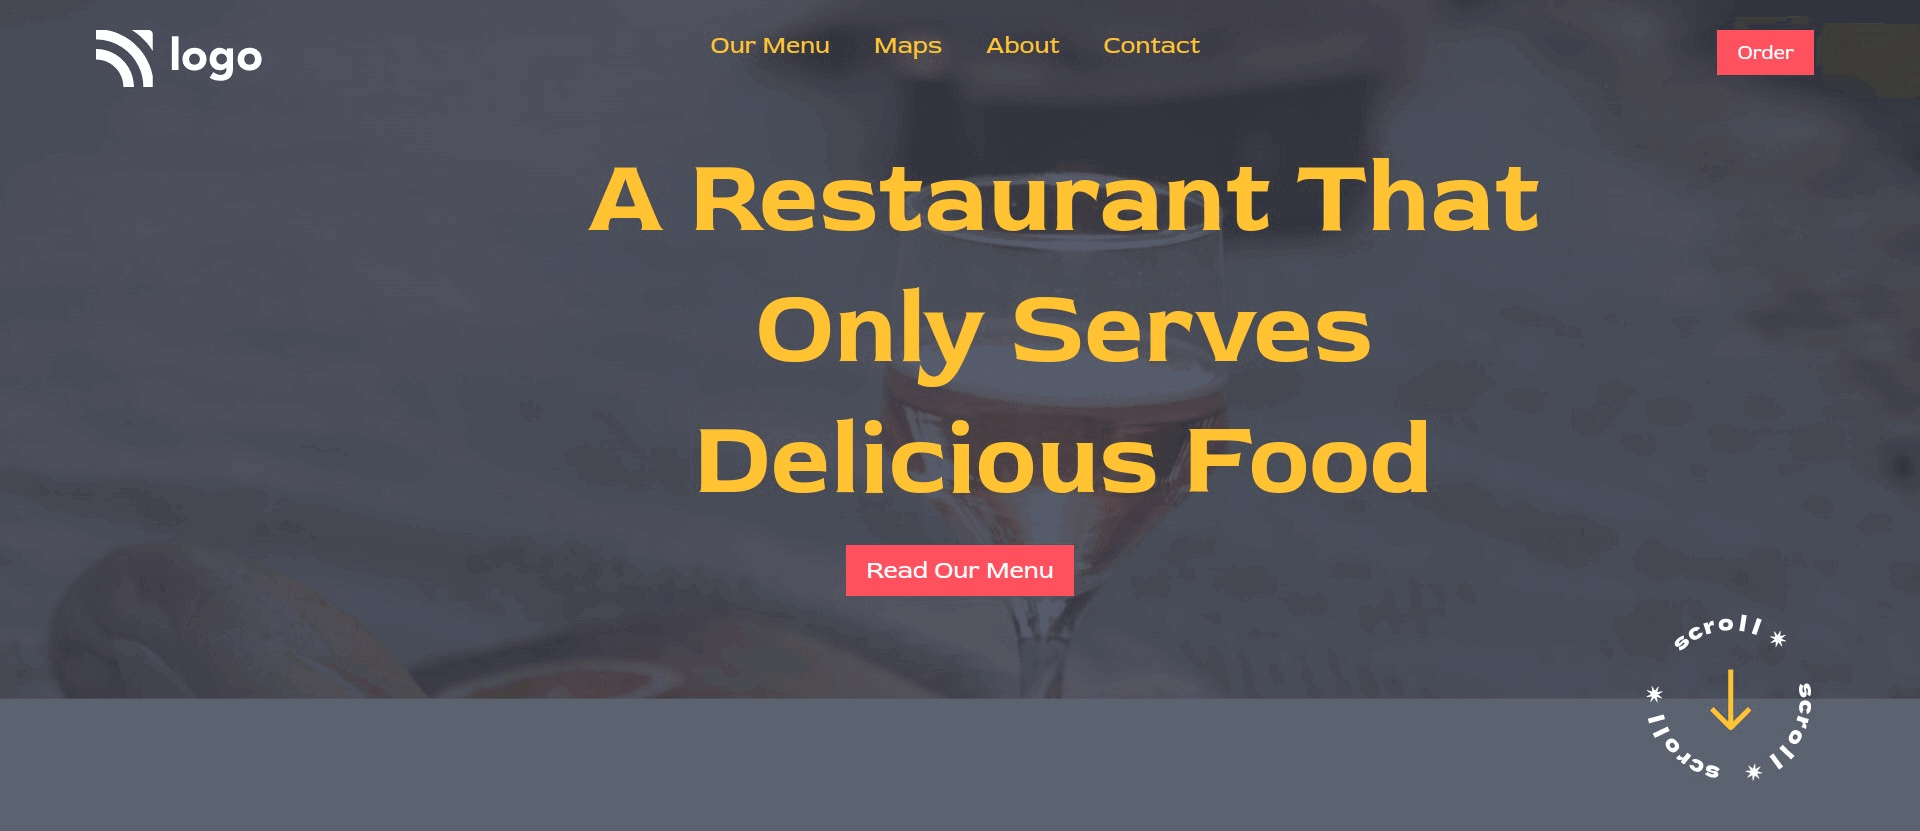 logo
Our Menu
Maps
About
Contact
Order
A Restaurant That
Only Serves
Delicious Food
Read Our Menu
scroll
scroll
scroll